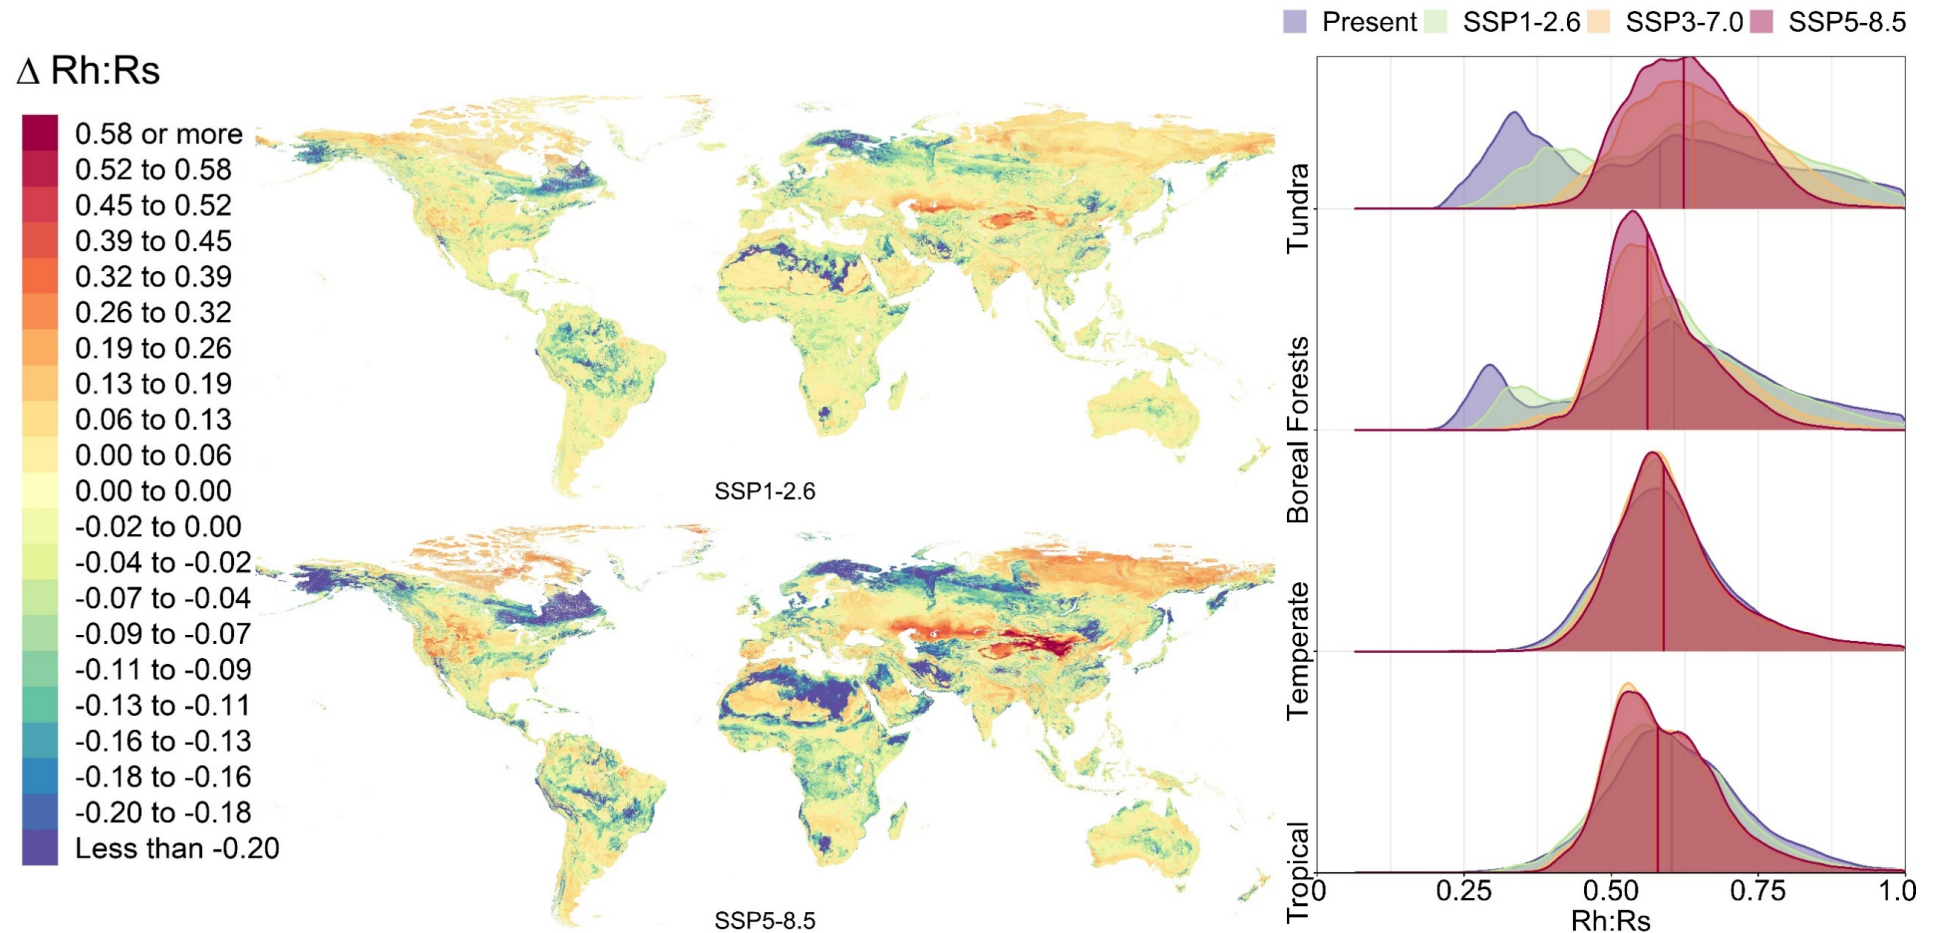 Present SSP1-2.6 SSP3-7.0 SSP5-8.5
Δ Rh:Rs
0.58 or more
0.52 to 0.58
0.45 to 0.52
0.39 to 0.45
0.32 to 0.39
0.26 to 0.32
0.19 to 0.26
0.13 to 0.19
0.06 to 0.13
0.00 to 0.06
0.00 to 0.00
-0.02 to 0.00
-0.04 to -0.02
-0.07 to -0.04
-0.09 to -0.07
-0.11 to -0.09
-0.13 to -0.11
-0.16 to -0.13
-0.18 to -0.16
-0.20 to -0.18
Less than -0.20
SSP1-2.6
SSP5-8.5
Tundra
Boreal Forests
Temperate
Tropical
0 0.25 0.50 0.75 1.0
Rh:Rs